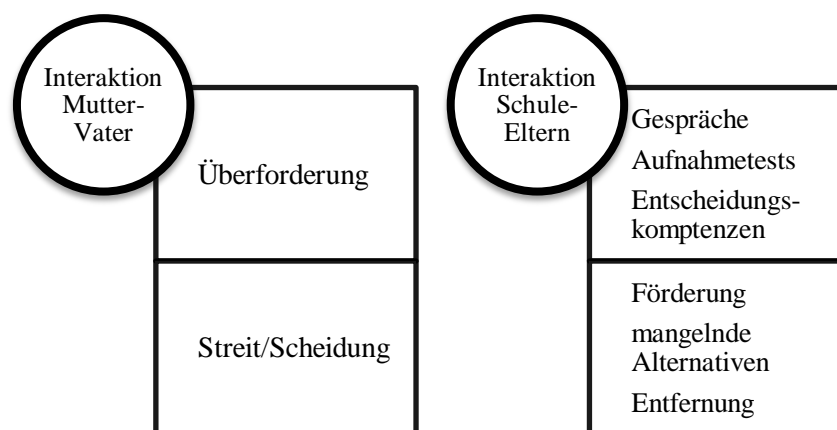 Interaktion
Mutter-
Vater
Überforderung
Streit/Scheidung
Interaktion
Schule-
Eltern
Gespräche
Aufnahmetests
Entscheidungs-
komptenzen
Förderung
mangelnde
Alternativen
Entfernung